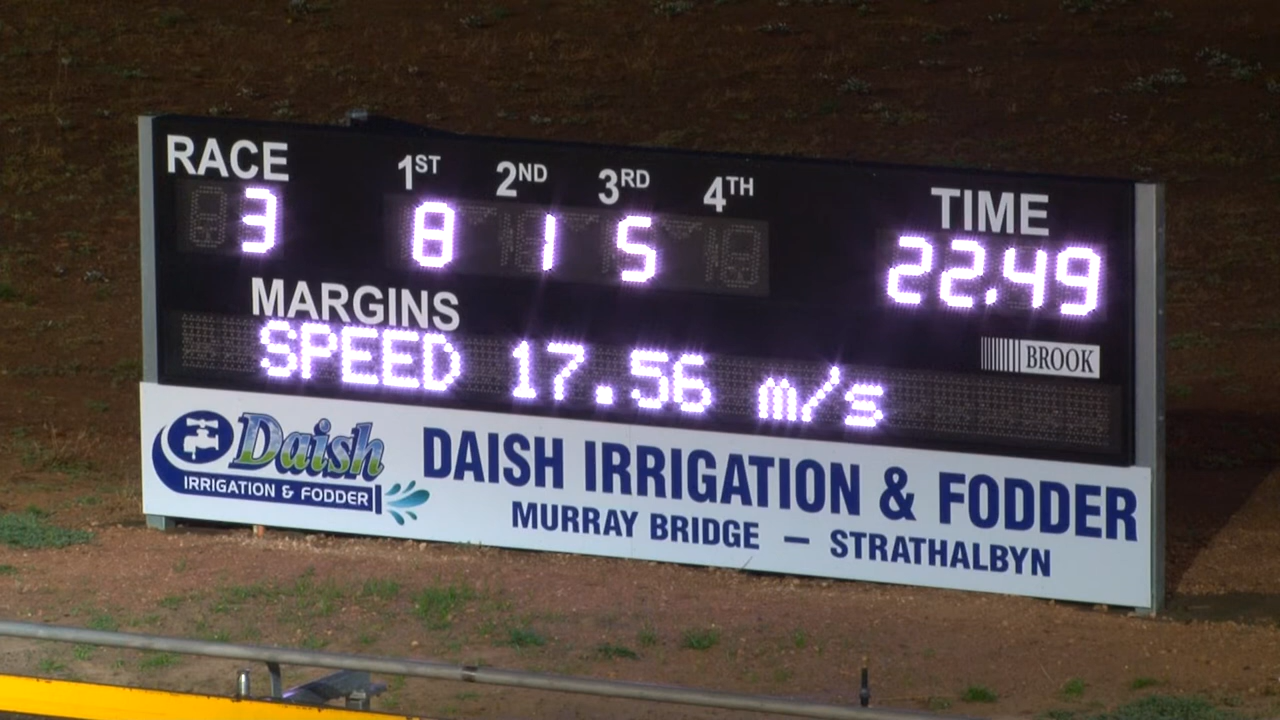 RACE 1ST 2ND 3RD 4TH TIME
3 8 1 5 22.49
MARGINS
SPEED 17.56 m/s
BROOK
Daish
IRRIGATION & FODDER
DAISH IRRIGATION & FODDER
MURRAY BRIDGE – STRATHALBYN